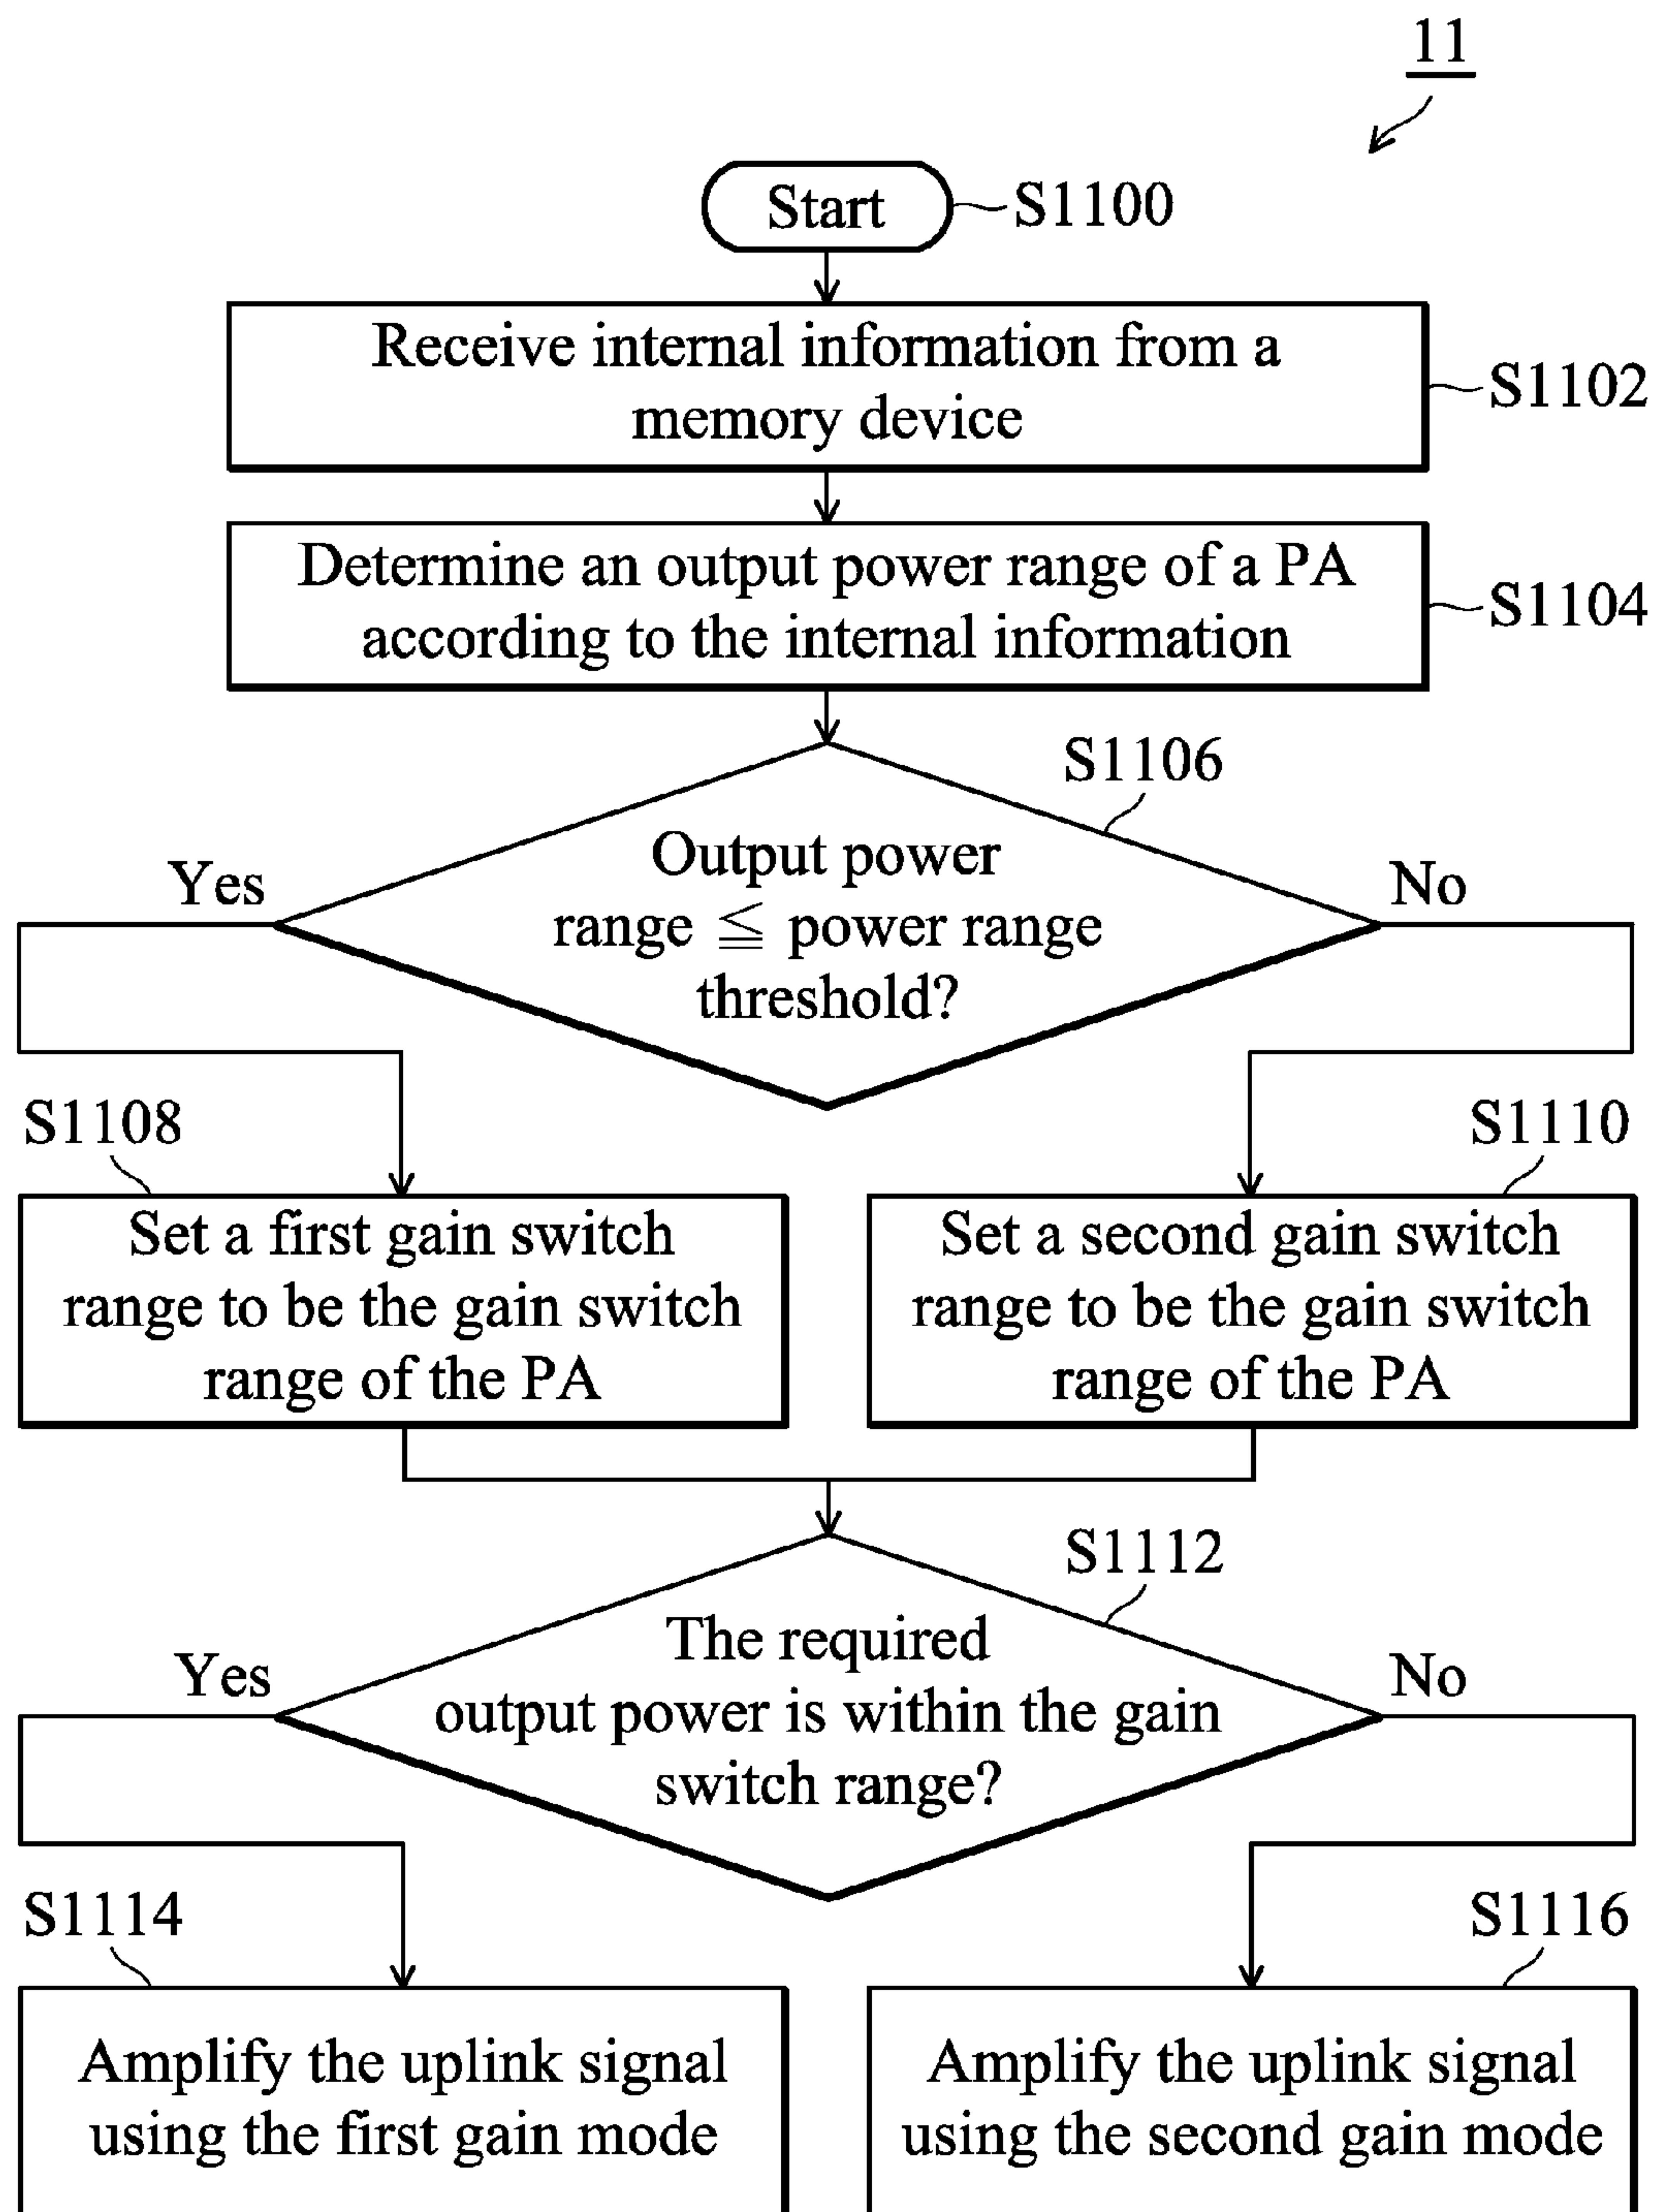 11
Start
S1100
Receive internal information from a
memory device
S1102
Determine an output power range of a PA
according to the internal information
S1104
S1106
Output power
range ≦ power range
threshold?
Yes
No
S1108
S1110
Set a first gain switch
range to be the gain switch
range of the PA
Set a second gain switch
range to be the gain switch
range of the PA
S1112
The required
output power is within the gain
switch range?
Yes
No
S1114
S1116
Amplify the uplink signal
using the first gain mode
Amplify the uplink signal
using the second gain mode